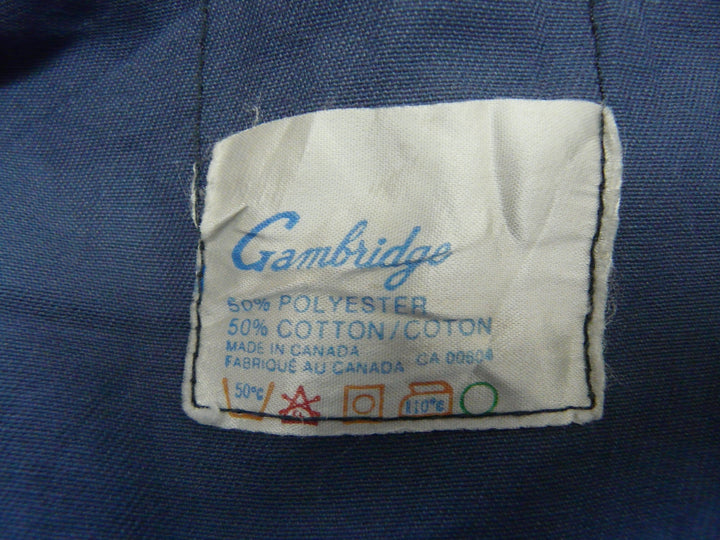 Cambridge
50% POLYESTER
50% COTTON/COTON
MADE IN CANADA
FABRIQUÉ AU CANADA CA 00604
50°C
110°C